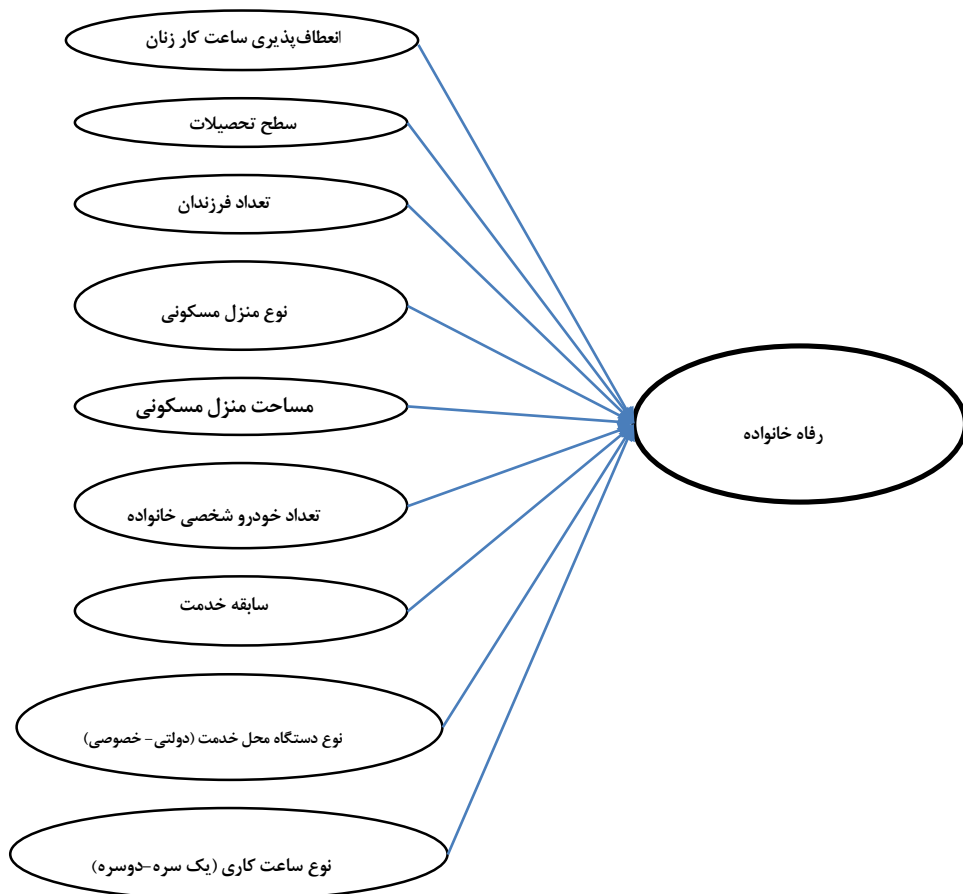 انعطاف‌پذیری ساعت کار زنان
سطح تحصیلات
تعداد فرزندان
نوع منزل مسکونی
مساحت منزل مسکونی
رفاه خانواده
تعداد خودرو شخصی خانواده
سابقه خدمت
نوع دستگاه محل خدمت (دولتی- خصوصی)
نوع ساعت کاری (یک سره-دوسره)